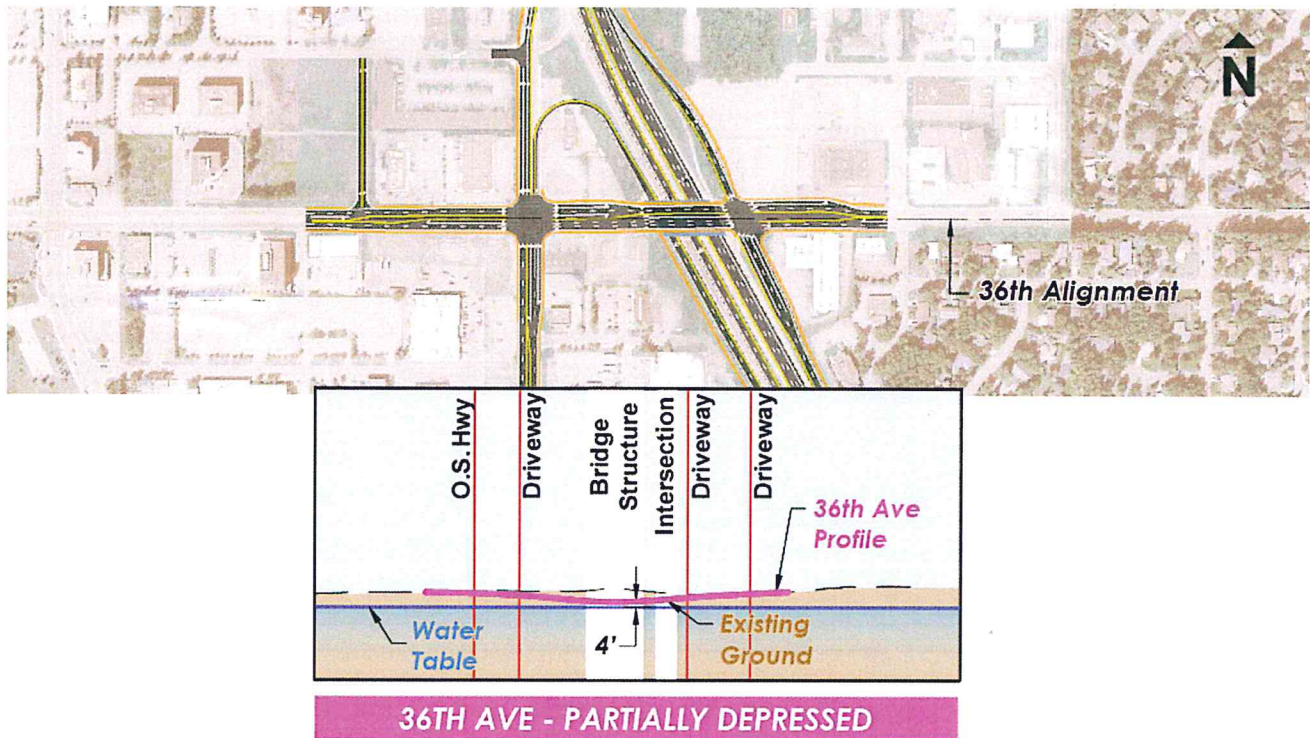 N
36th Alignment
O.S. Hwy
Driveway
Bridge
Structure
Intersection
Driveway
Driveway
36th Ave
Profile
Water
Table
4'
Existing
Ground
36TH AVE - PARTIALLY DEPRESSED